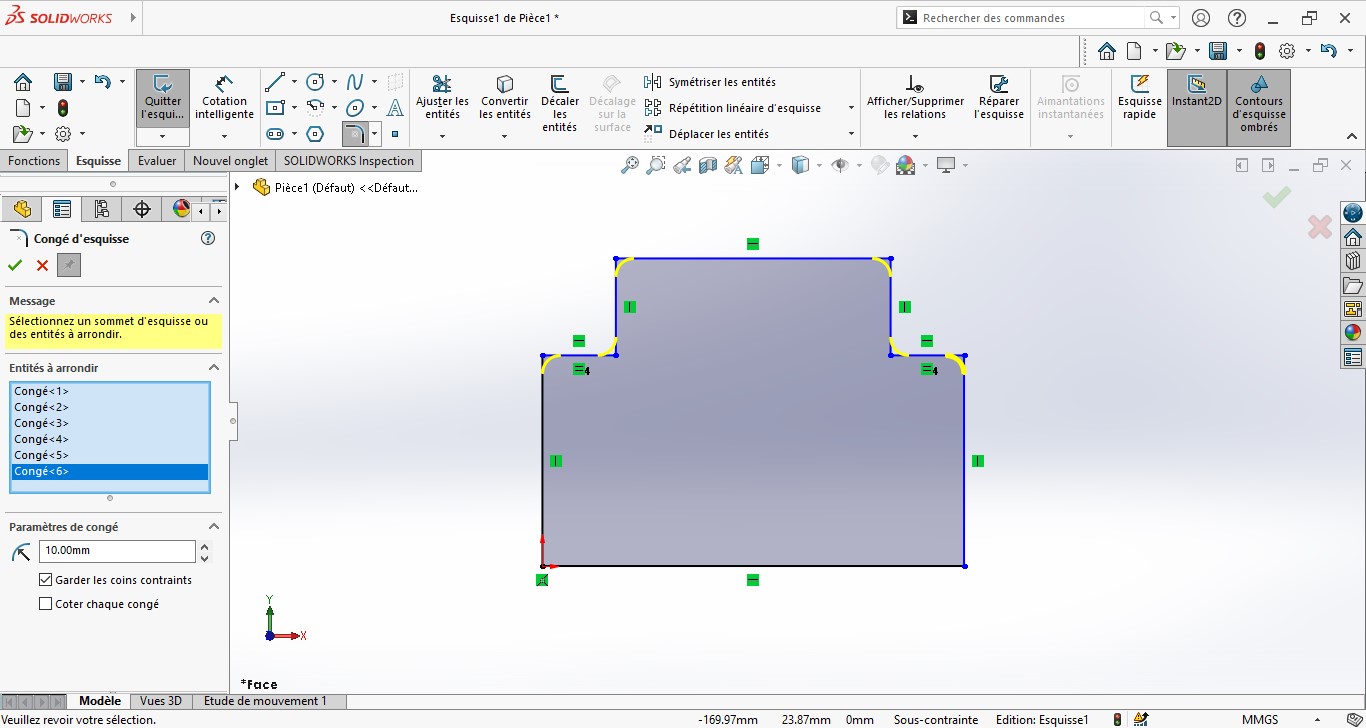 SOLIDWORKS
Esquisse1 de Pièce1 *
Rechercher des commandes
Quitter l'esqui...
Cotation intelligente
Ajuster les entités
Convertir les entités
Décaler les entités
Décalage sur la surface
Symétriser les entités
Répétition linéaire d'esquisse
Déplacer les entités
Afficher/Supprimer les relations
Réparer l'esquisse
Aimantations instantanées
Esquisse rapide
Instant2D
Contours d'esquisse ombrés
Fonctions
Esquisse
Evaluer
Nouvel onglet
SOLIDWORKS Inspection
Pièce1 (Défaut) <<Défaut...
Congé d'esquisse
Message
Sélectionnez un sommet d'esquisse ou
des entités à arrondir.
Entités à arrondir
Congé<1>
Congé<2>
Congé<3>
Congé<4>
Congé<5>
Congé<6>
Paramètres de congé
10.00mm
Garder les coins contraints
Coter chaque congé
4
4
Y
X
*Face
Modèle
Vues 3D
Etude de mouvement 1
Veuillez revoir votre sélection.
-169.97mm
23.87mm
0mm
Sous-contrainte
Edition: Esquisse1
MMGS